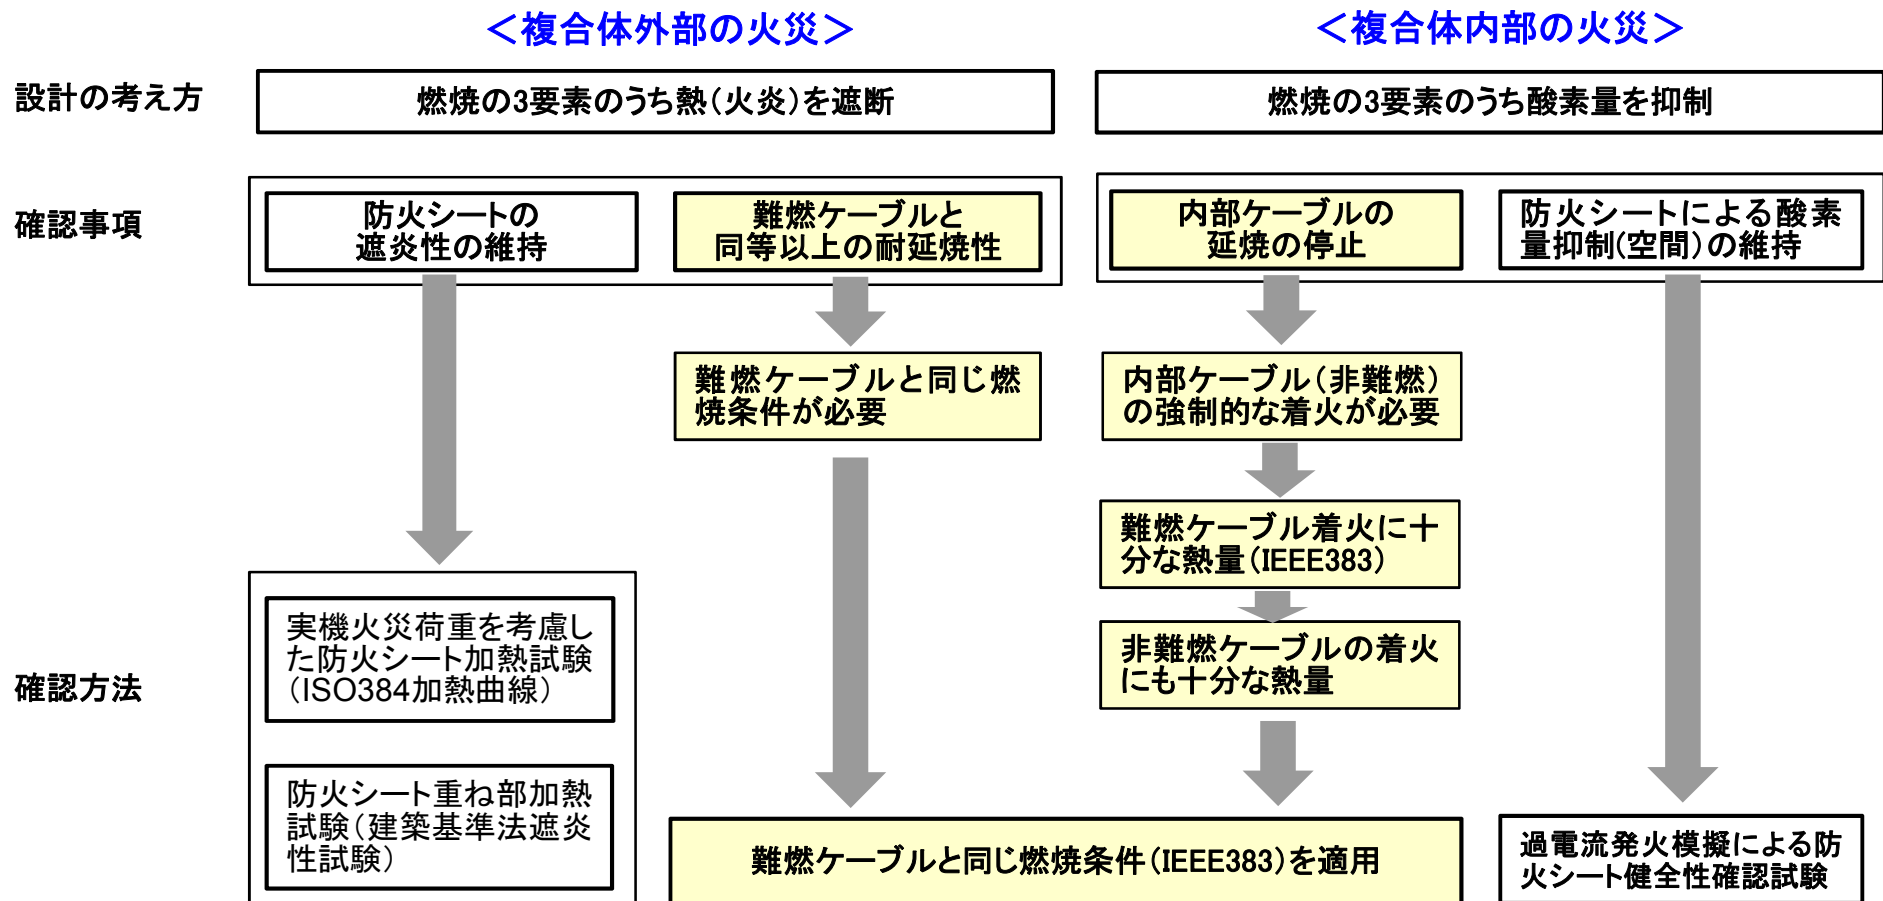 ＜複合体外部の火災＞
＜複合体内部の火災＞
設計の考え方
燃焼の3要素のうち熱（火炎）を遮断
燃焼の3要素のうち酸素量を抑制
確認事項
防火シートの
遮炎性の維持
難燃ケーブルと
同等以上の耐延焼性
内部ケーブルの
延焼の停止
防火シートによる酸素
量抑制(空間）の維持
難燃ケーブルと同じ燃
焼条件が必要
内部ケーブル（非難燃）
の強制的な着火が必要
難燃ケーブル着火に十
分な熱量（IEEE383）
非難燃ケーブルの着火
にも十分な熱量
確認方法
実機火災荷重を考慮し
た防火シート加熱試験
（ISO384加熱曲線）
防火シート重ね部加熱
試験（建築基準法遮炎
性試験）
難燃ケーブルと同じ燃焼条件（IEEE383）を適用
過電流発火模擬による防
火シート健全性確認試験